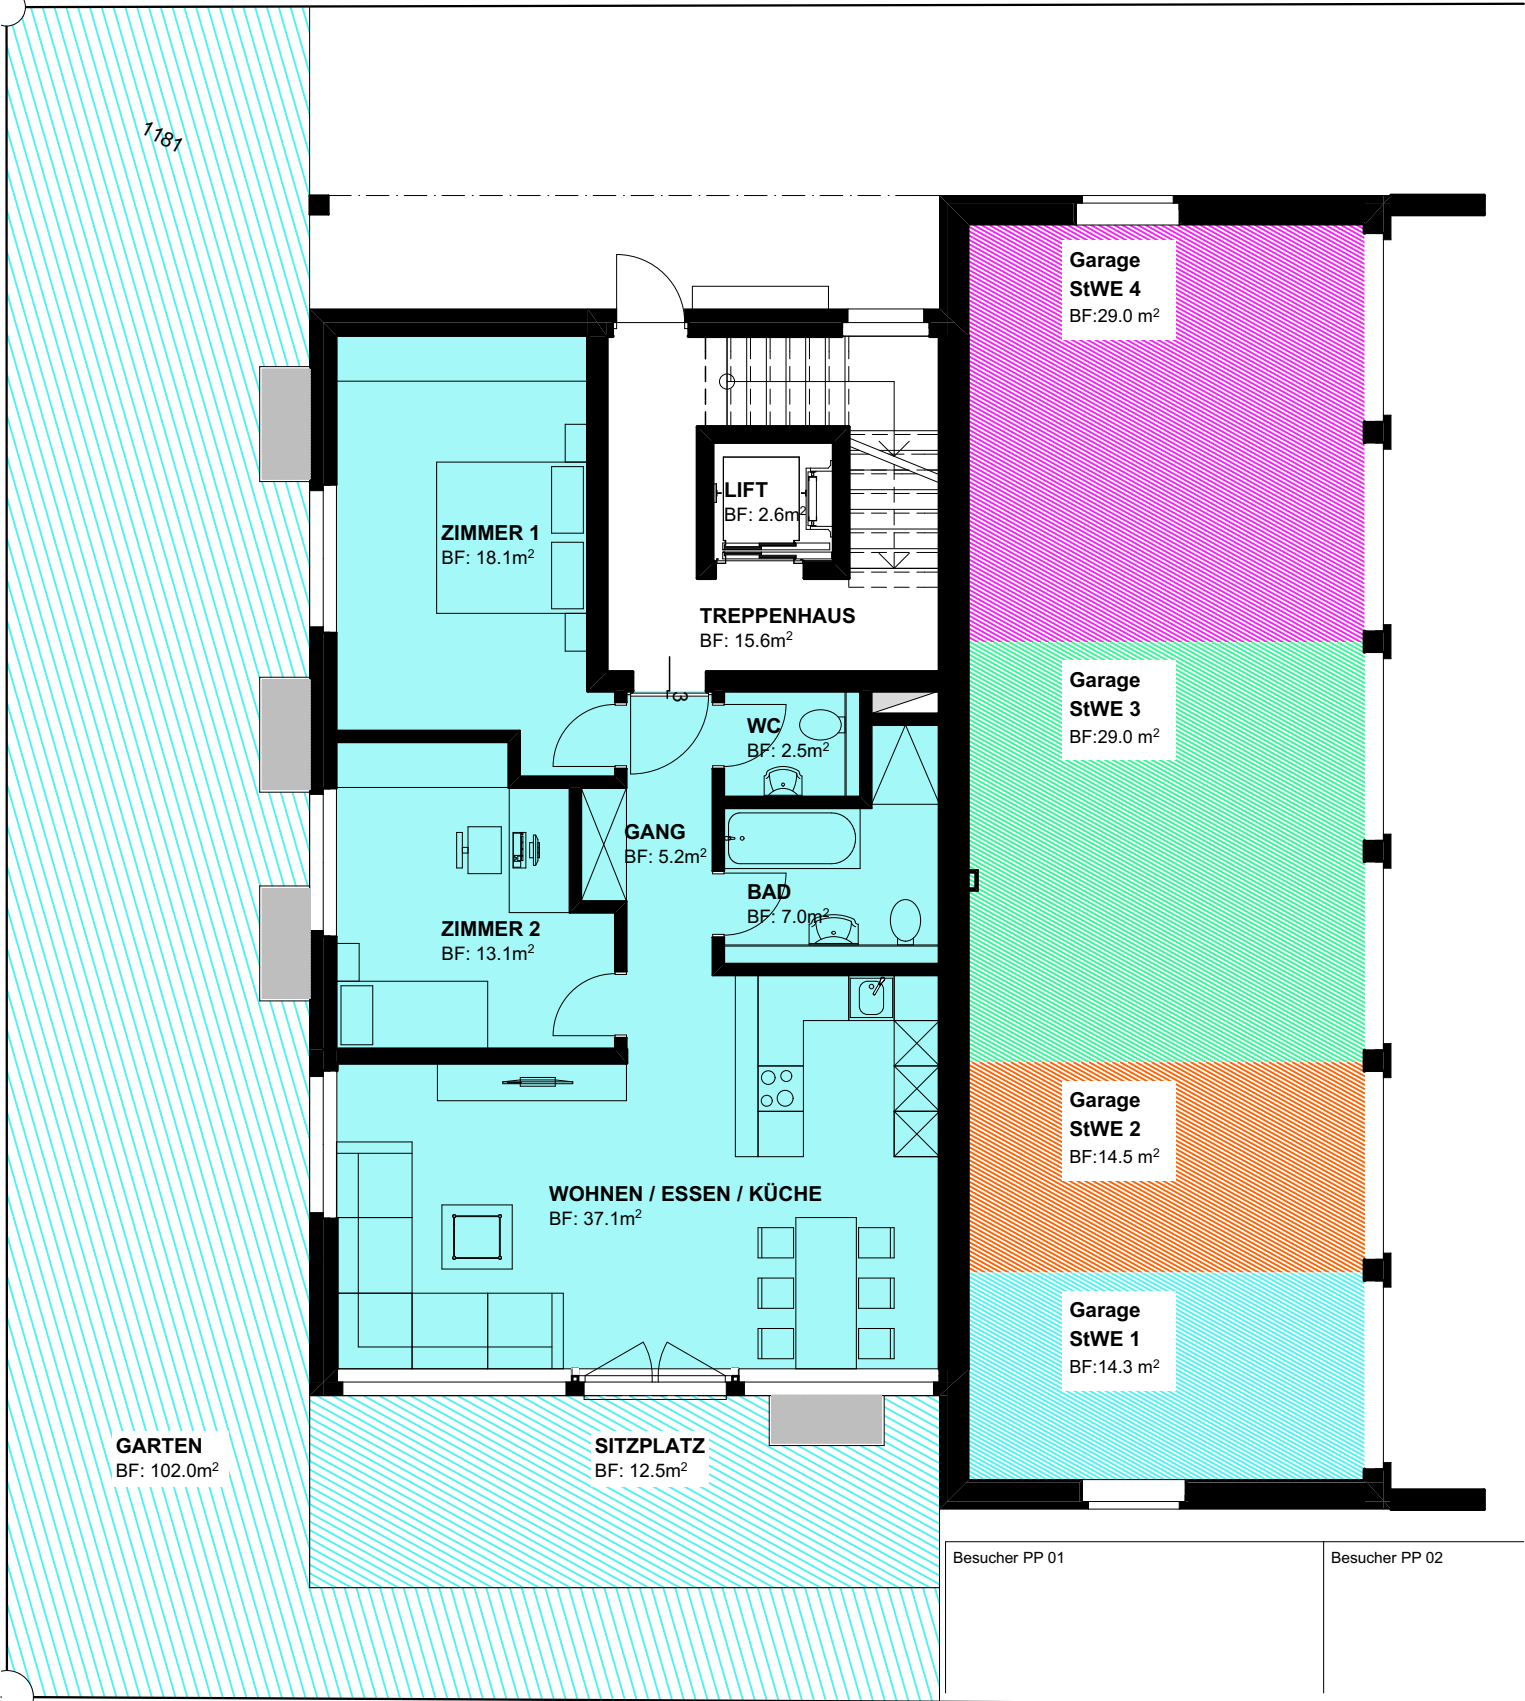 1181
Garage
StWE 4
BF:29.0 m²
LIFT
BF: 2.6m²
ZIMMER 1
BF: 18.1m²
TREPPENHAUS
BF: 15.6m²
3
Garage
StWE 3
BF:29.0 m²
WC
BF: 2.5m²
GANG
BF: 5.2m²
BAD
BF: 7.0m²
ZIMMER 2
BF: 13.1m²
Garage
StWE 2
BF:14.5 m²
WOHNEN / ESSEN / KÜCHE
BF: 37.1m²
Garage
StWE 1
BF:14.3 m²
GARTEN
BF: 102.0m²
SITZPLATZ
BF: 12.5m²
Besucher PP 01
Besucher PP 02